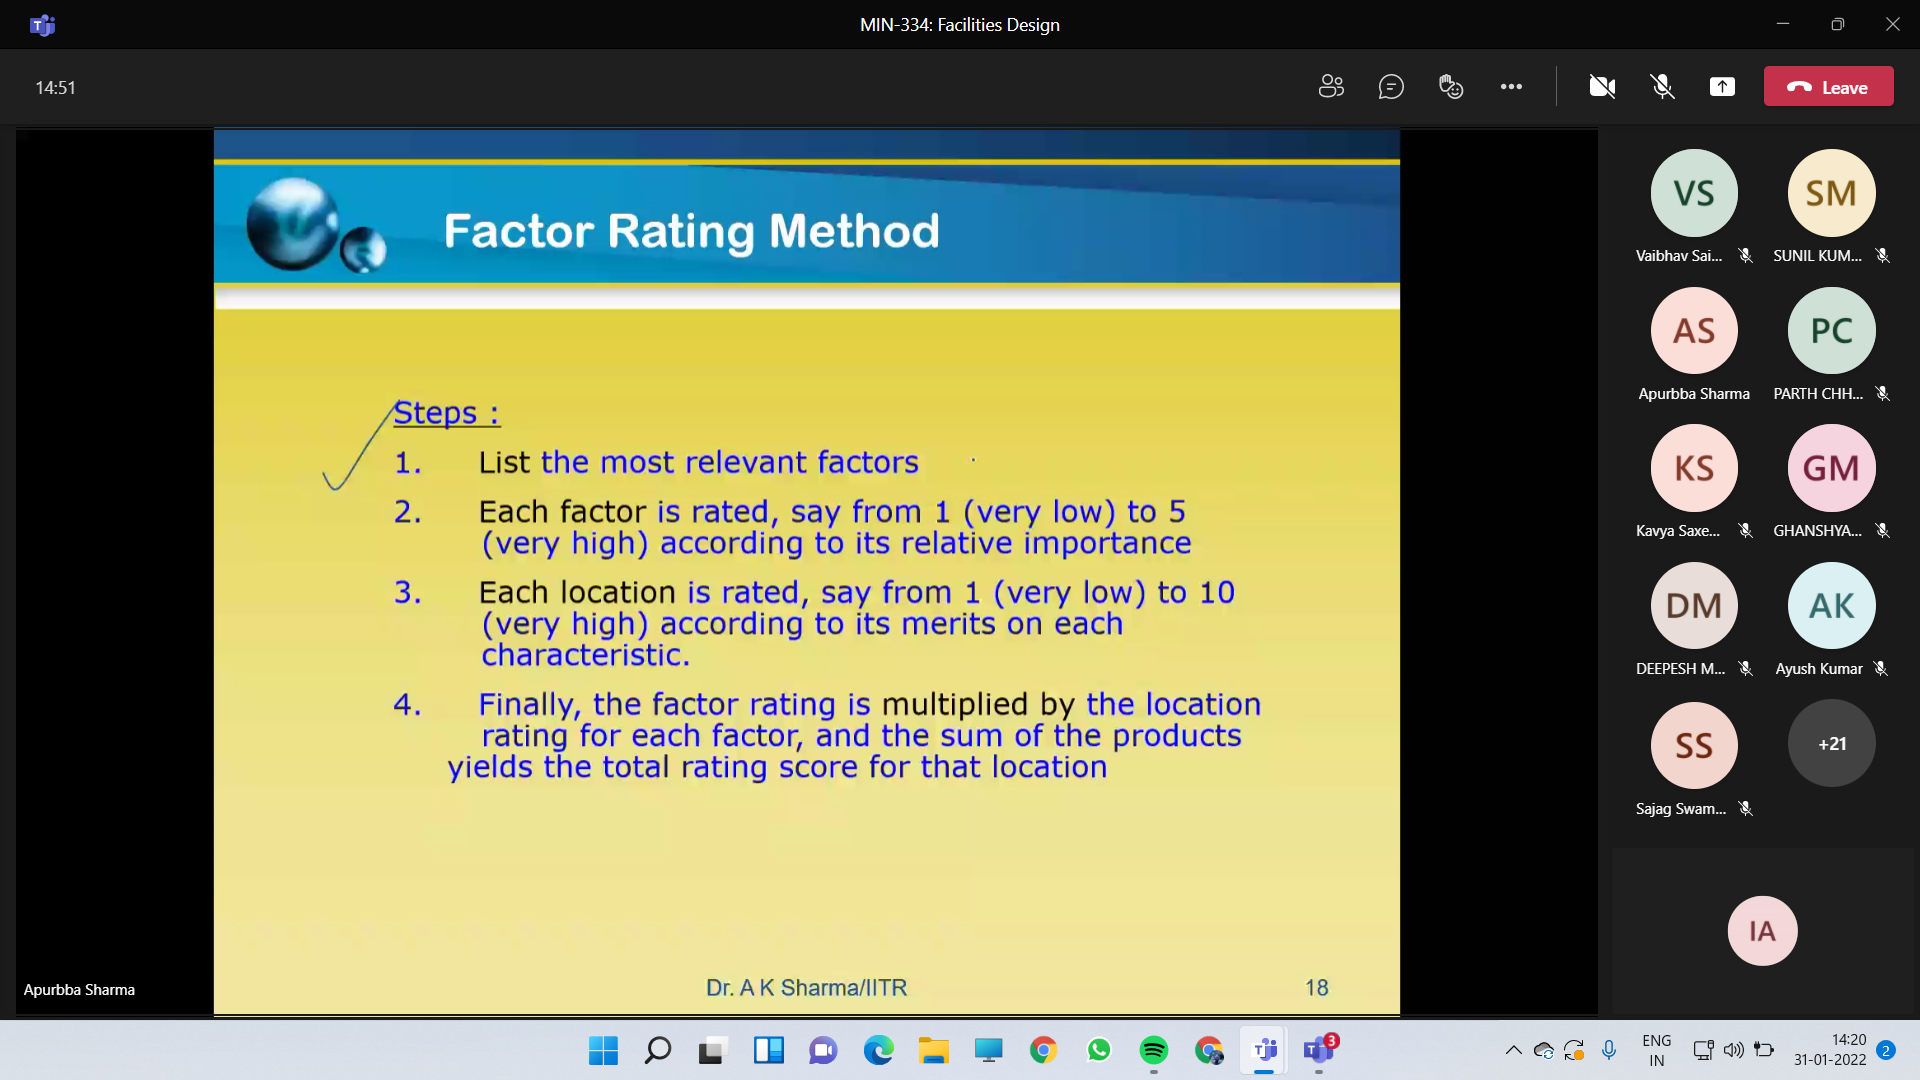 MIN-334: Facilities Design
14:51
Leave
Factor Rating Method
Steps :
1. List the most relevant factors
2. Each factor is rated, say from 1 (very low) to 5
(very high) according to its relative importance
3. Each location is rated, say from 1 (very low) to 10
(very high) according to its merits on each
characteristic.
4. Finally, the factor rating is multiplied by the location
rating for each factor, and the sum of the products
yields the total rating score for that location
Dr. A K Sharma/IITR
18
Apurbba Sharma
VS
SM
Vaibhav Sai...
SUNIL KUM...
AS
PC
Apurbba Sharma
PARTH CHH...
KS
GM
Kavya Saxe...
GHANSHYA...
DM
AK
DEEPESH M...
Ayush Kumar
SS
+21
Sajag Swam...
IA
T
3
ENG
IN
14:20
31-01-2022
2